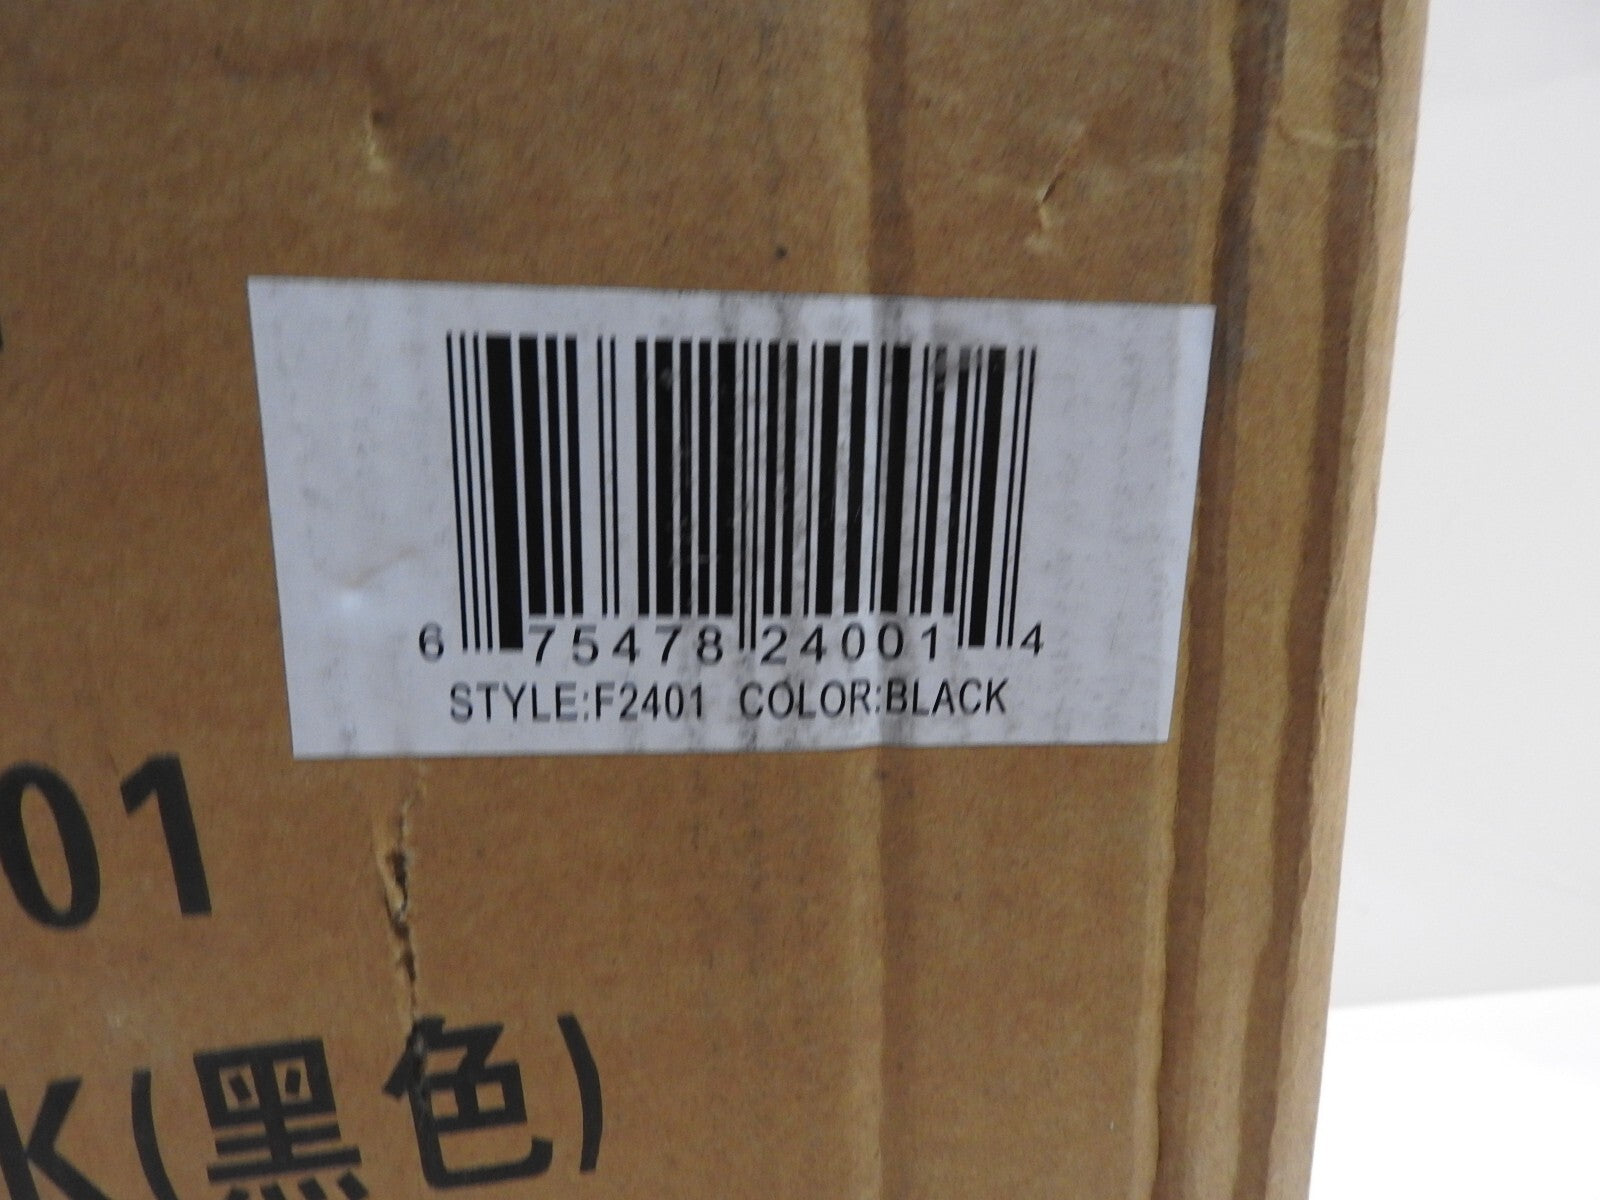 6 75478 24001 4
STYLE:F2401 COLOR:BLACK
01
K(黑色)